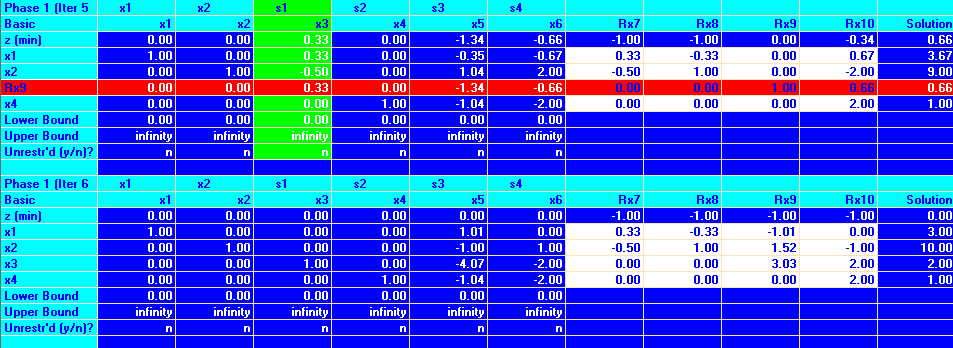 Phase 1 (Iter 5 x1 x2 s1 s2 s3 s4
Basic x1 x2 x3 x4 x5 x6 Rx7 Rx8 Rx9 Rx10 Solution
z (min) 0.00 0.00 0.33 0.00 -1.34 -0.66 -1.00 -1.00 0.00 -0.34 0.66
x1 1.00 0.00 0.33 0.00 -0.35 -0.67 0.33 -0.33 0.00 0.67 3.67
x2 0.00 1.00 -0.50 0.00 1.04 2.00 -0.50 1.00 0.00 -2.00 9.00
Rx9 0.00 0.00 0.33 0.00 -1.34 -0.66 0.00 0.00 1.00 0.66 0.66
x4 0.00 0.00 0.00 1.00 -1.04 -2.00 0.00 0.00 0.00 2.00 1.00
Lower Bound 0.00 0.00 0.00 0.00 0.00 0.00
Upper Bound infinity infinity infinity infinity infinity infinity
Unrestr'd (y/n)? n n n n n n
Phase 1 (Iter 6 x1 x2 s1 s2 s3 s4
Basic x1 x2 x3 x4 x5 x6 Rx7 Rx8 Rx9 Rx10 Solution
z (min) 0.00 0.00 0.00 0.00 0.00 0.00 -1.00 -1.00 -1.00 -1.00 0.00
x1 1.00 0.00 0.00 0.00 1.01 0.00 0.33 -0.33 -1.01 0.00 3.00
x2 0.00 1.00 0.00 0.00 -1.00 1.00 -0.50 1.00 1.52 -1.00 10.00
x3 0.00 0.00 1.00 0.00 -4.07 -2.00 0.00 0.00 3.03 2.00 2.00
x4 0.00 0.00 0.00 1.00 -1.04 -2.00 0.00 0.00 0.00 2.00 1.00
Lower Bound 0.00 0.00 0.00 0.00 0.00 0.00
Upper Bound infinity infinity infinity infinity infinity infinity
Unrestr'd (y/n)? n n n n n n